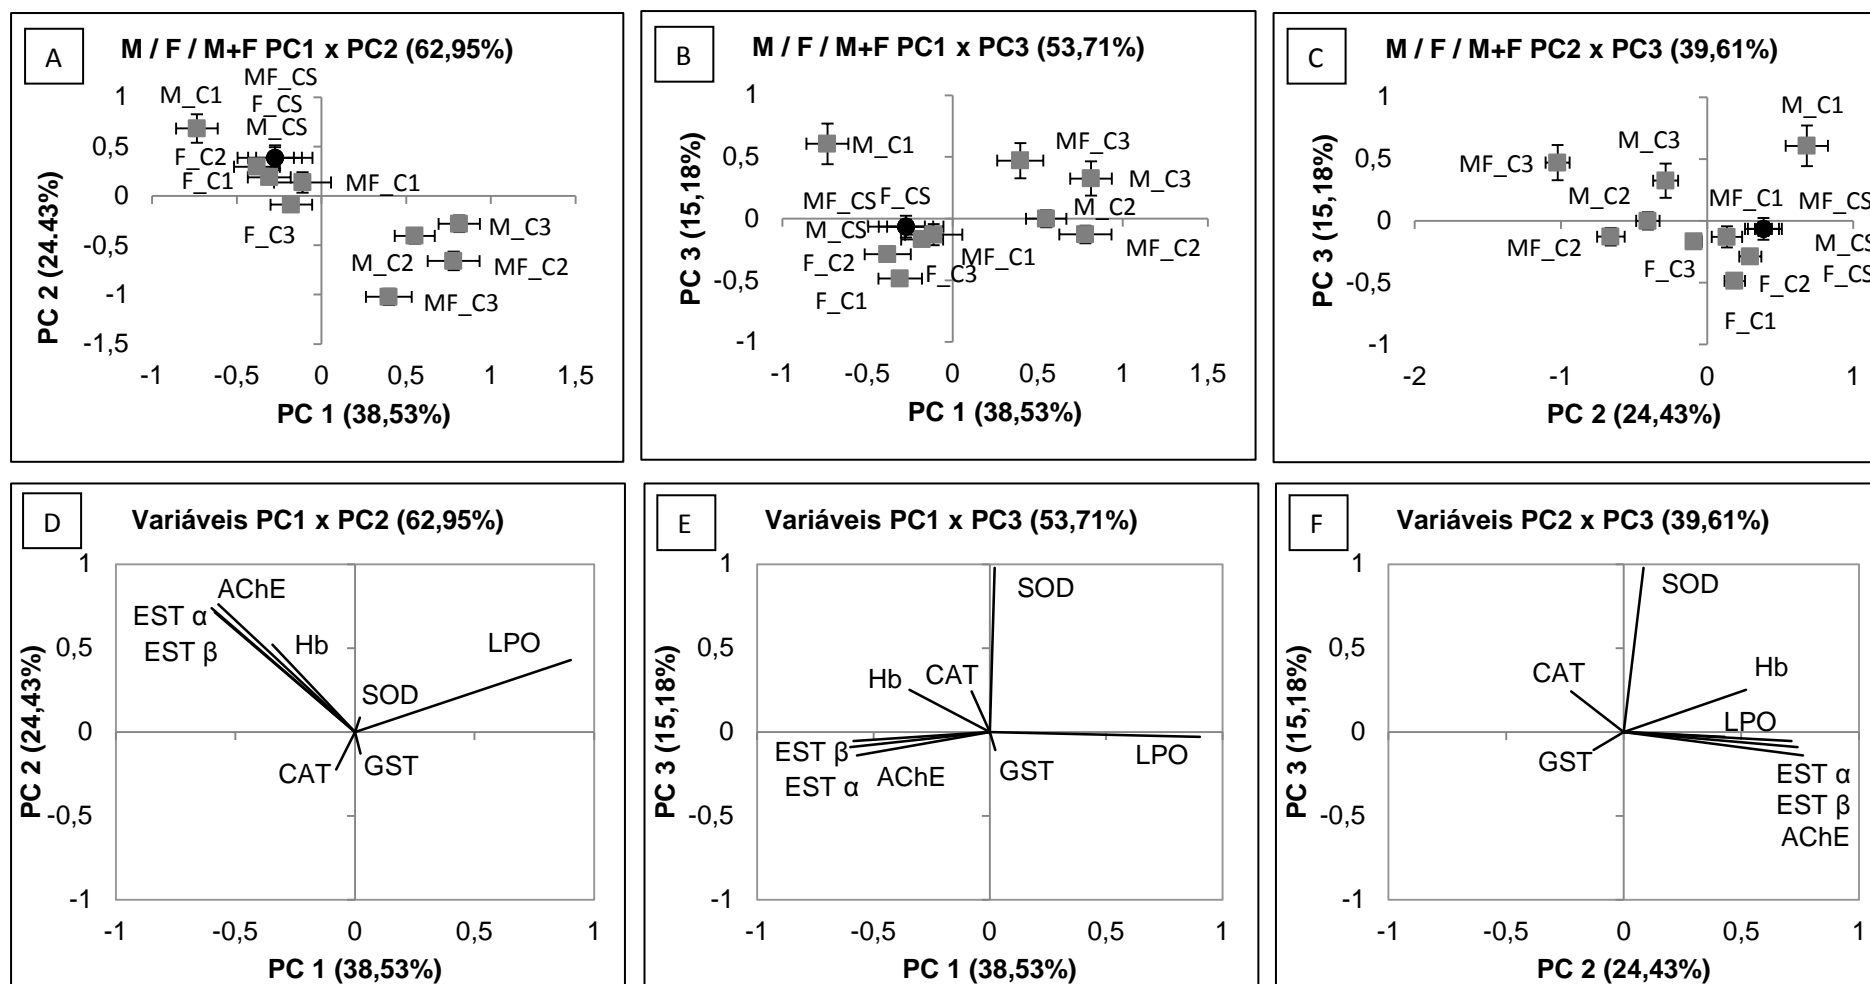 A
M / F / M+F PC1 x PC2 (62,95%)
MF_CS
M_C1
F_CS
M_CS
F_C2
F_C1
MF_C1
F_C3
M_C3
M_C2
MF_C2
MF_C3
1
0,5
0
-0,5
-1
-1,5
-1
-0,5
0
0,5
1
1,5
PC 2 (24.43%)
PC 1 (38,53%)
B
M / F / M+F PC1 x PC3 (53,71%)
M_C1
MF_C3
M_C3
MF_CS
F_CS
M_C2
M_CS
MF_C1
MF_C2
F_C2
F_C3
F_C1
1
0,5
0
-0,5
-1
-1
-0,5
0
0,5
1
1,5
PC 3 (15,18%)
PC 1 (38,53%)
C
M / F / M+F PC2 x PC3 (39,61%)
M_C1
M_C3
MF_C3
M_C2
MF_C1
MF_CS
MF_C2
M_CS
F_C3
F_C2
F_CS
F_C1
1
0,5
0
-0,5
-1
-2
-1
0
1
PC 3 (15,18%)
PC 2 (24,43%)
D
Variáveis PC1 x PC2 (62,95%)
AChE
EST α
EST β
Hb
LPO
SOD
CAT
GST
1
0,5
0
-0,5
-1
-1
-0,5
0
0,5
1
PC 2 (24,43%)
PC 1 (38,53%)
E
Variáveis PC1 x PC3 (53,71%)
SOD
Hb
CAT
EST β
EST α
AChE
GST
LPO
1
0,5
0
-0,5
-1
-1
-0,5
0
0,5
1
PC 3 (15,18%)
PC 1 (38,53%)
F
Variáveis PC2 x PC3 (39,61%)
SOD
CAT
Hb
LPO
GST
EST α
EST β
AChE
1
0,5
0
-0,5
-1
-1
-0,5
0
0,5
1
PC 3 (15,18%)
PC 2 (24,43%)